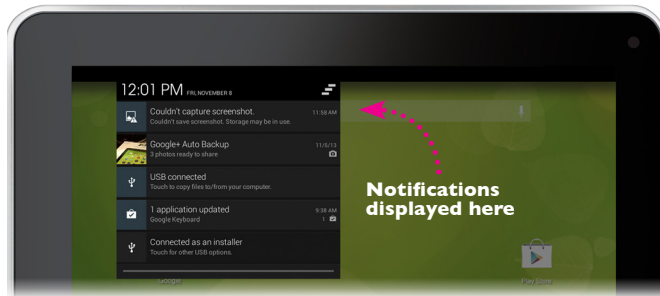 12:01 PM FRI, NOVEMBER 8
Couldn't capture screenshot. 11:58 AM
Couldn't save screenshot. Storage may be in use.
Google+ Auto Backup 11/5/13
3 photos ready to share
USB connected
Touch to copy files to/from your computer.
1 application updated 9:38 AM
Google Keyboard 1
Connected as an installer
Touch for other USB options.
Notifications
displayed here
Google
Play Store